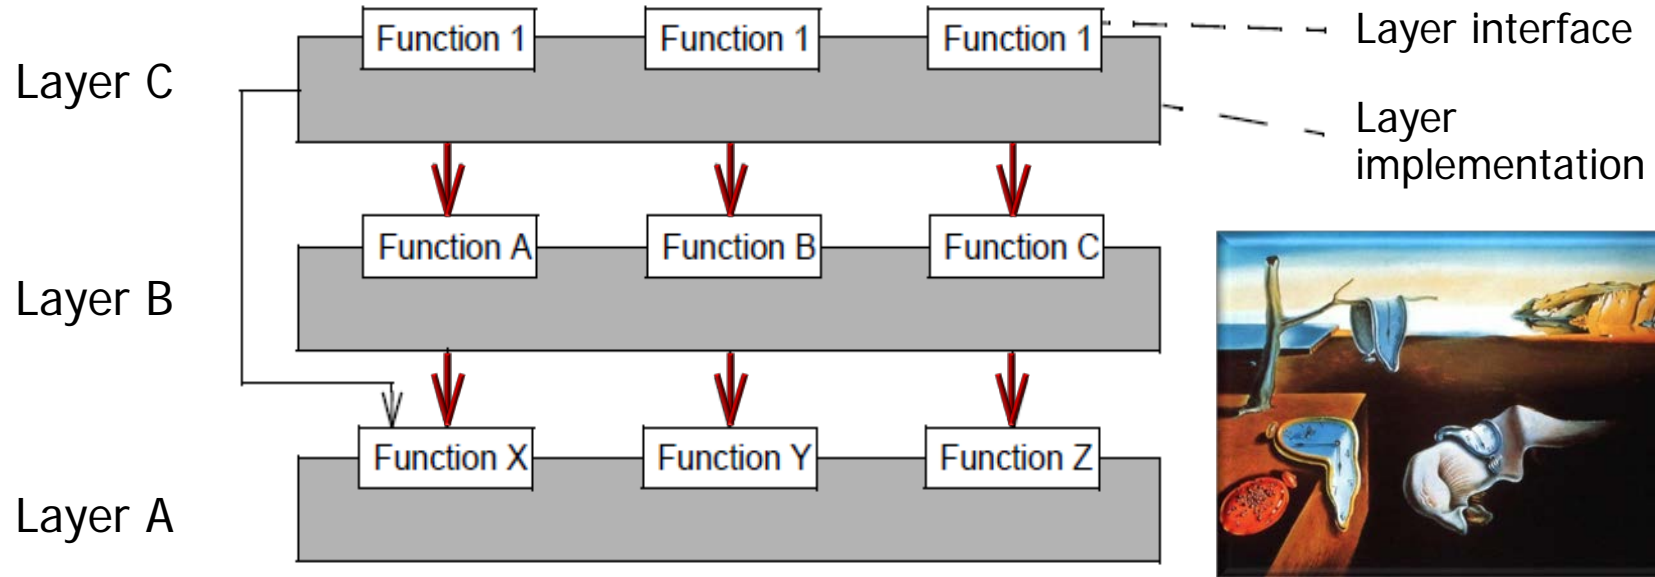 Function 1
Function 1
Function 1
Layer interface
Layer C
Layer
implementation
Function A
Function B
Function C
Layer B
Function X
Function Y
Function Z
Layer A